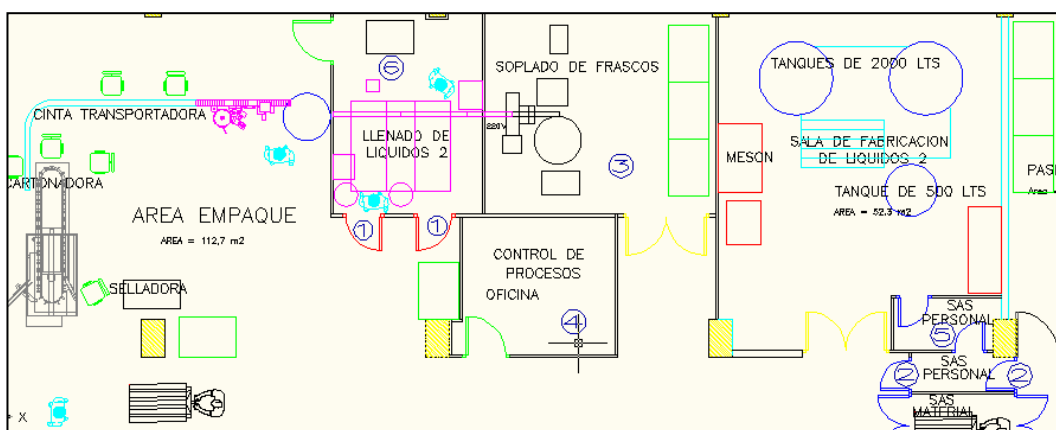 CINTA TRANSPORTADORA
CARTONADORA
AREA EMPAQUE
AREA = 112,7 m2
SELLADORA
X
6
LLENADO DE
LIQUIDOS 2
1
1
SOPLADO DE FRASCOS
220V
3
CONTROL DE
PROCESOS
OFICINA
4
TANQUES DE 2000 LTS
MESON
SALA DE FABRICACION
DE LIQUIDOS 2
TANQUE DE 500 LTS
AREA = 52.3 m2
SAS
PERSONAL
5
SAS
PERSONAL
2
2
SAS
MATERIAL
PASI
Area =